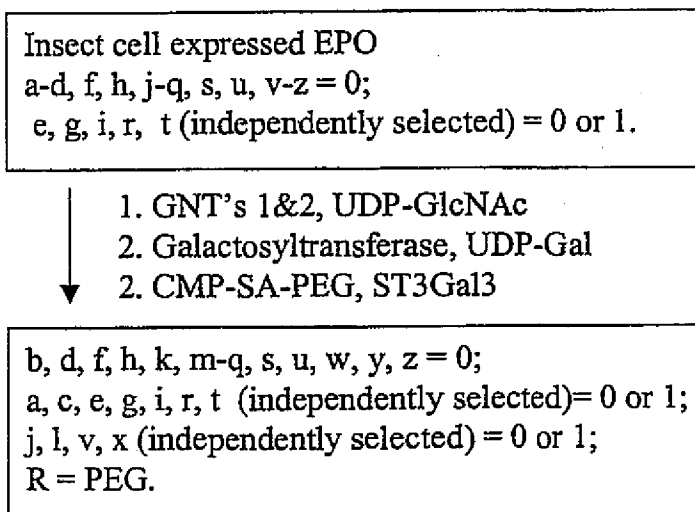 Insect cell expressed EPO
a-d, f, h, j-q, s, u, v-z = 0;
e, g, i, r, t (independently selected) = 0 or 1.
1. GNT's 1&2, UDP-GlcNAc
2. Galactosyltransferase, UDP-Gal
2. CMP-SA-PEG, ST3Gal3
b, d, f, h, k, m-q, s, u, w, y, z = 0;
a, c, e, g, i, r, t (independently selected)= 0 or 1;
j, l, v, x (independently selected) = 0 or 1;
R = PEG.